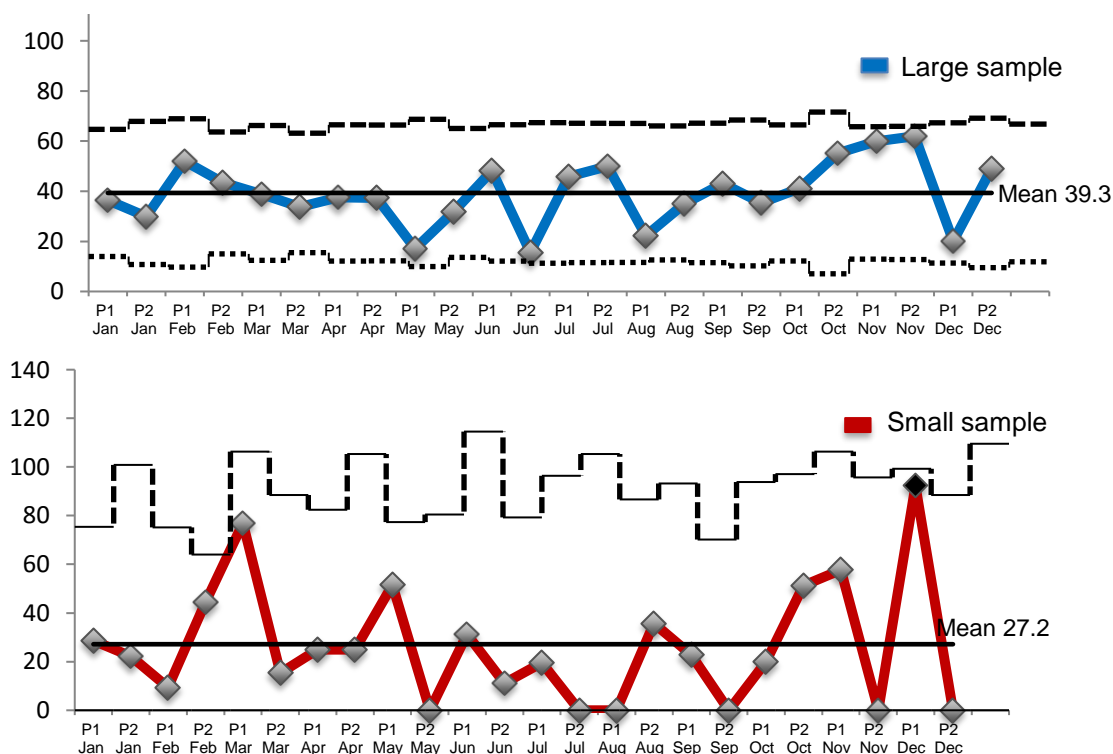 100
80
60
40
20
0
Large sample
Mean 39.3
P1 P2 P1 P2 P1 P2 P1 P2 P1 P2 P1 P2 P1 P2 P1 P2 P1 P2 P1 P2 P1 P2 P1 P2
Jan Jan Feb Feb Mar Mar Apr Apr May May Jun Jun Jul Jul Aug Aug Sep Sep Oct Oct Nov Nov Dec Dec
140
120
100
80
60
40
20
0
Small sample
Mean 27.2
P1 P2 P1 P2 P1 P2 P1 P2 P1 P2 P1 P2 P1 P2 P1 P2 P1 P2 P1 P2 P1 P2 P1 P2
Jan Jan Feb Feb Mar Mar Apr Apr May May Jun Jun Jul Jul Aug Aug Sep Sep Oct Oct Nov Nov Dec Dec